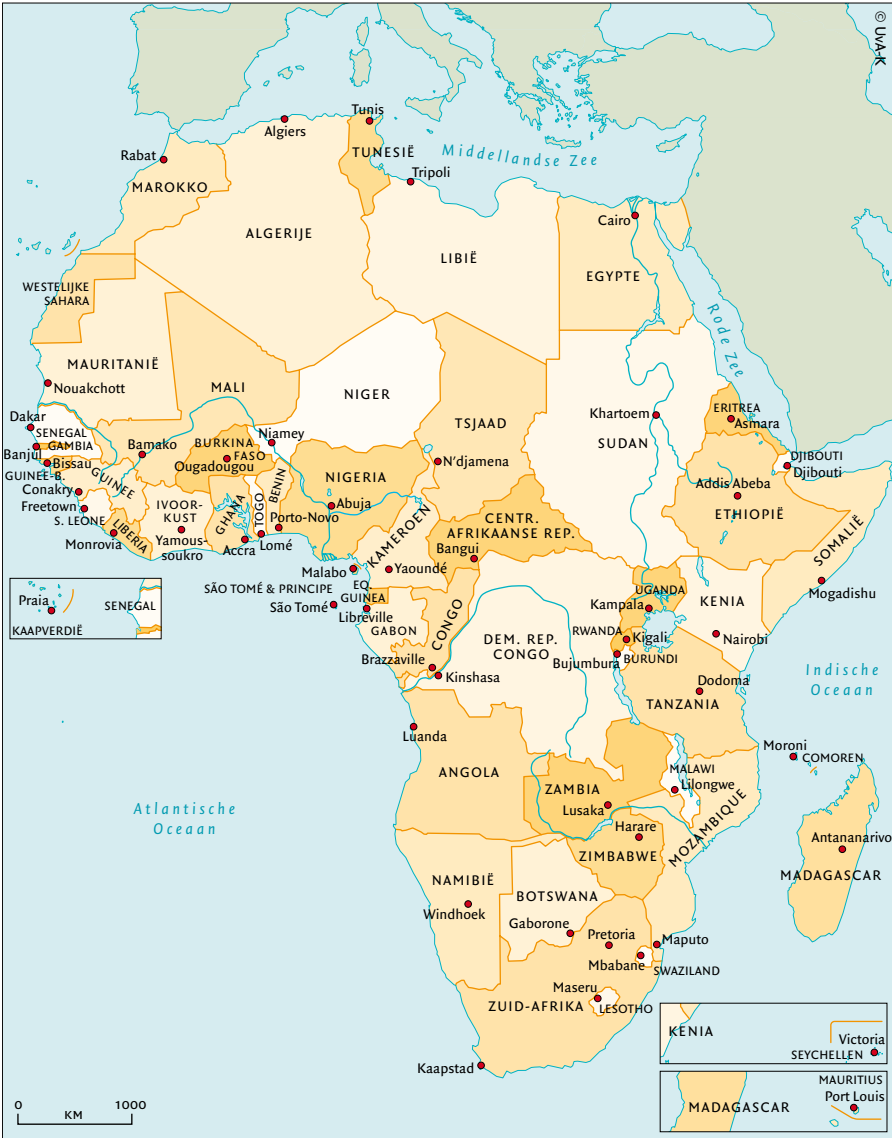 © UvA-K
Tunis
Algiers
TUNESIË
Middellandse Zee
Rabat
Tripoli
MAROKKO
Cairo
ALGERIJE
LIBIË
EGYPTE
WESTELIJKE
SAHARA
Rode Zee
MAURITANIË
Nouakchott
MALI
NIGER
TSJAAD
Khartoem
SUDAN
ERITREA
Asmara
Dakar
SENEGAL
GAMBIA
Banjul
Bissau
GUINEE-B.
Bamako
BURKINA
FASO
Ougadougou
Niamey
N'djamena
DJIBOUTI
Djibouti
NIGERIA
Abuja
Addis Abeba
ETHIOPIË
GUINEE
Conakry
Freetown
S. LEONE
LIBERIA
Monrovia
IVOOR-
KUST
Yamous-
soukro
GHANA
Accra
TOGO
Lomé
BENIN
Porto-Novo
KAMEROEN
Yaoundé
CENTR.
AFRIKAANSE REP.
Bangui
SOMALIË
Mogadishu
Malabo
EQ.
GUINEA
SÃO TOMÉ & PRINCIPE
São Tomé
Libreville
GABON
CONGO
Brazzaville
Kinshasa
DEM. REP.
CONGO
UGANDA
Kampala
KENIA
Nairobi
RWANDA
Kigali
Bujumbura
BURUNDI
Praia
KAAPVERDIË
SENEGAL
Dodoma
TANZANIA
Indische
Oceaan
Luanda
ANGOLA
Moroni
COMOREN
MALAWI
Lilongwe
ZAMBIA
Lusaka
MOZAMBIQUE
Atlantische
Oceaan
Harare
ZIMBABWE
Antananarivo
MADAGASCAR
NAMIBIË
Windhoek
BOTSWANA
Gaborone
Pretoria
Maputo
Mbabane
SWAZILAND
Maseru
LESOTHO
ZUID-AFRIKA
Kaapstad
KENIA
Victoria
SEYCHELLEN
MAURITIUS
Port Louis
MADAGASCAR
0 1000
KM